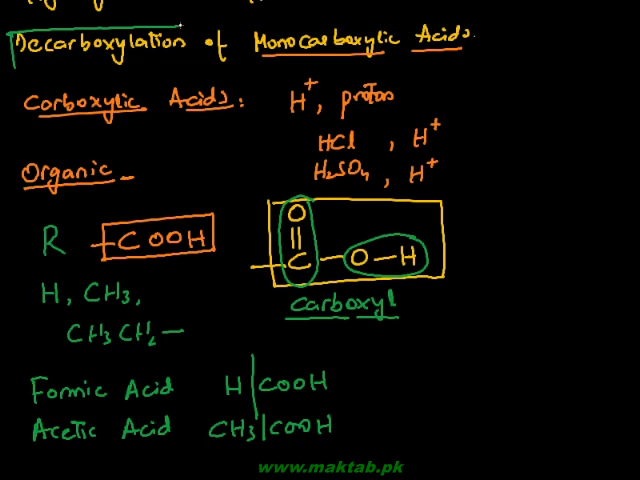 Decarboxylation of Monocarboxylic Acids.
Carboxylic Acids: H⁺, proton
HCl , H⁺
H₂SO₄ , H⁺
Organic -
R -COOH
O
||
- C - O - H
Carboxyl
H, CH₃,
CH₃CH₂ -
Formic Acid H|COOH
Acetic Acid CH₃|COOH
www.maktab.pk